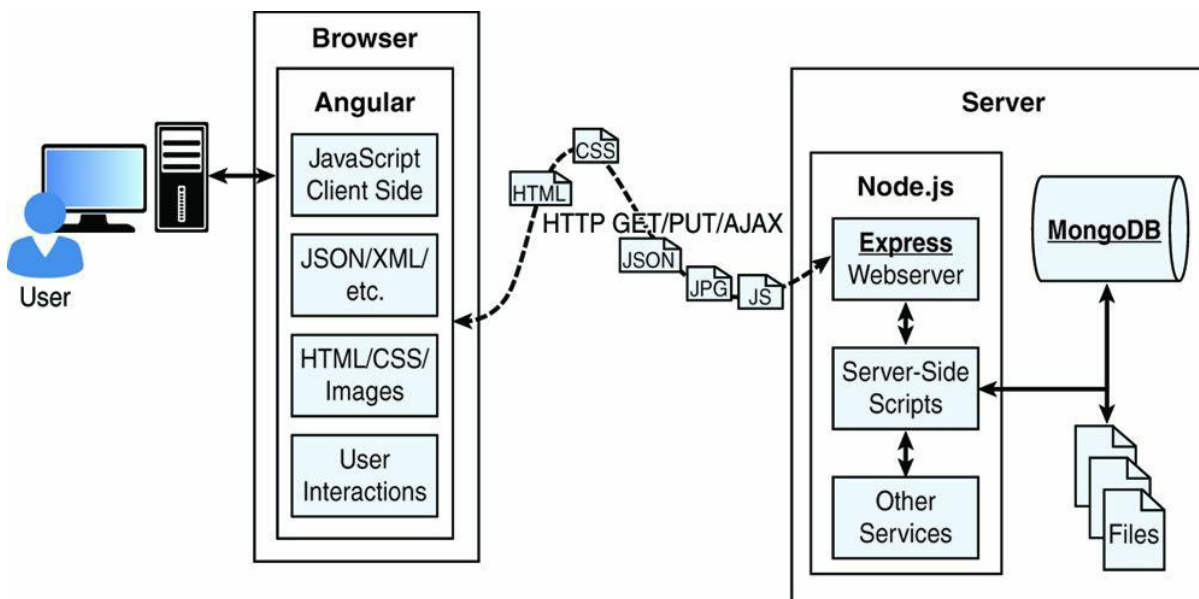 User
Browser
Angular
JavaScript
Client Side
JSON/XML/
etc.
HTML/CSS/
Images
User
Interactions
HTML
CSS
HTTP GET/PUT/AJAX
JSON
JPG
JS
Server
Node.js
Express
Webserver
Server-Side
Scripts
Other
Services
MongoDB
Files